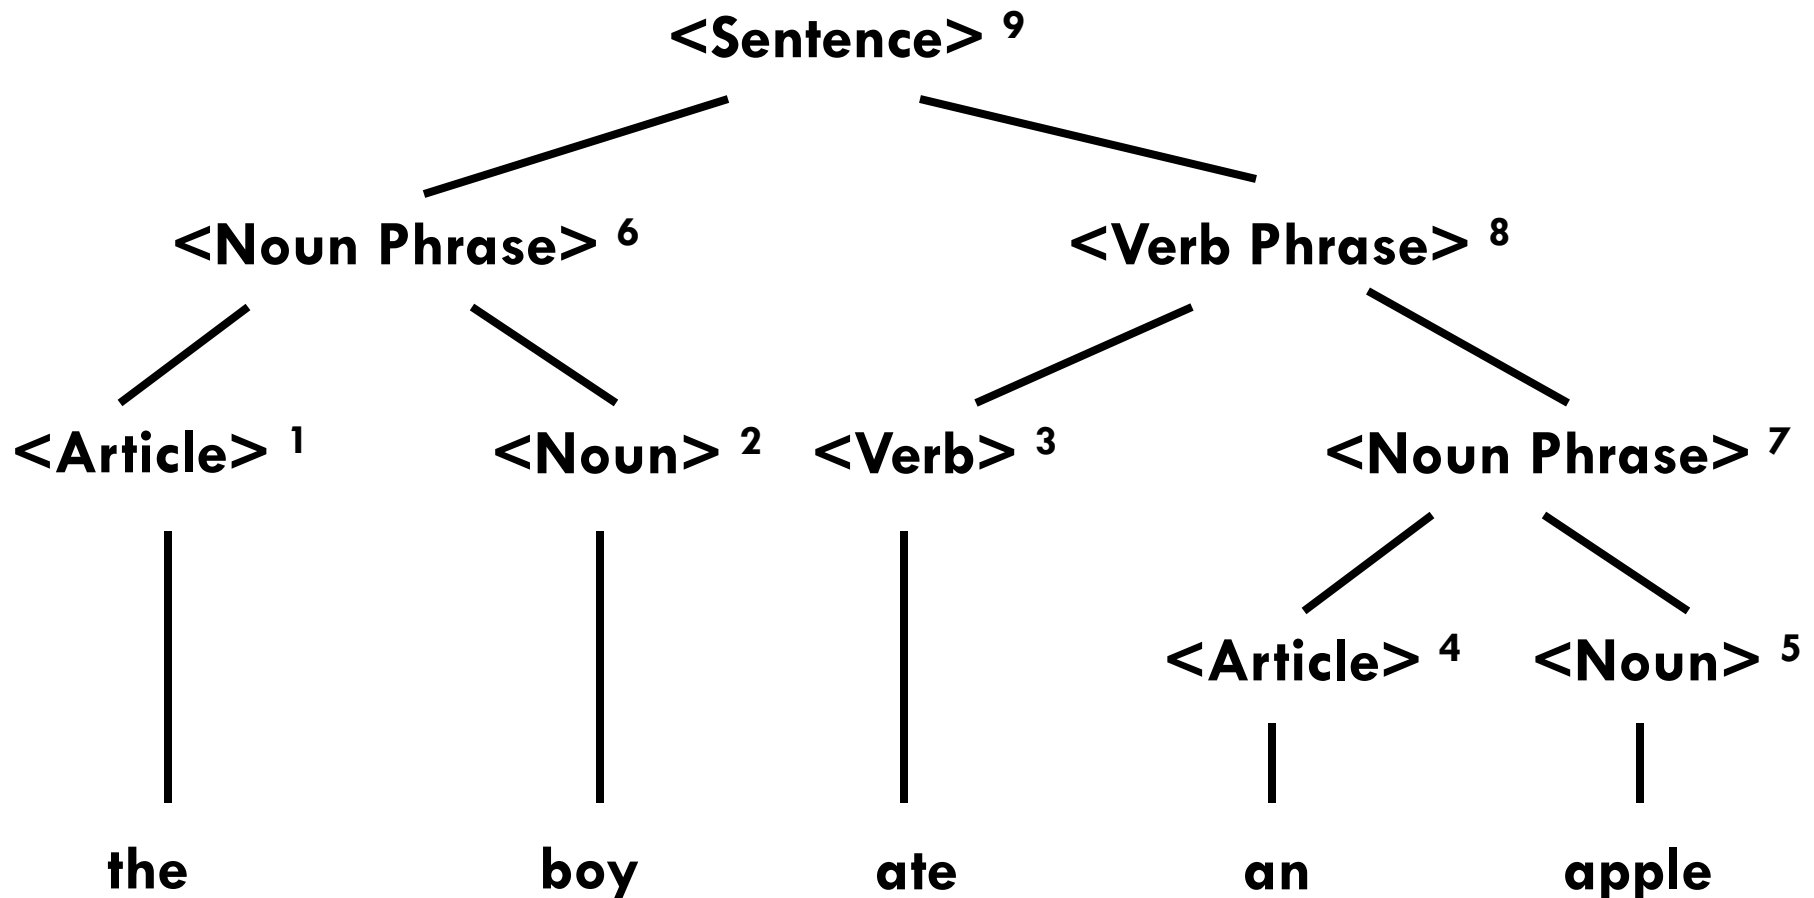 <Sentence> 9
<Noun Phrase> 6 <Verb Phrase> 8
<Article> 1 <Noun> 2 <Verb> 3 <Noun Phrase> 7
<Article> 4 <Noun> 5
the boy ate an apple